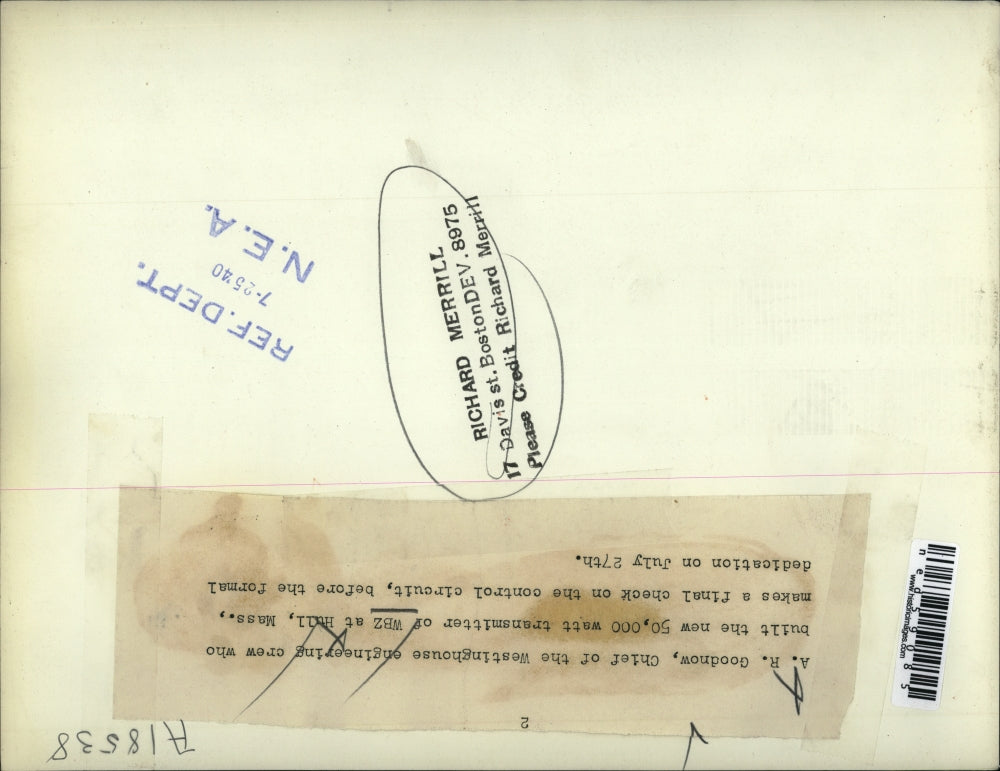 REF. DEPT.
7-25 40
N.E.A.
RICHARD MERRILL
17 Davis st. Boston DEV. 8975
Please Credit Richard Merrill
2
A. R. Goodnow, Chief of the Westinghouse engineering crew who
built the new 50,000 watt transmitter of WBZ at Hull, Mass.,
makes a final check on the control circuit, before the formal
dedication on July 27th.
A18538